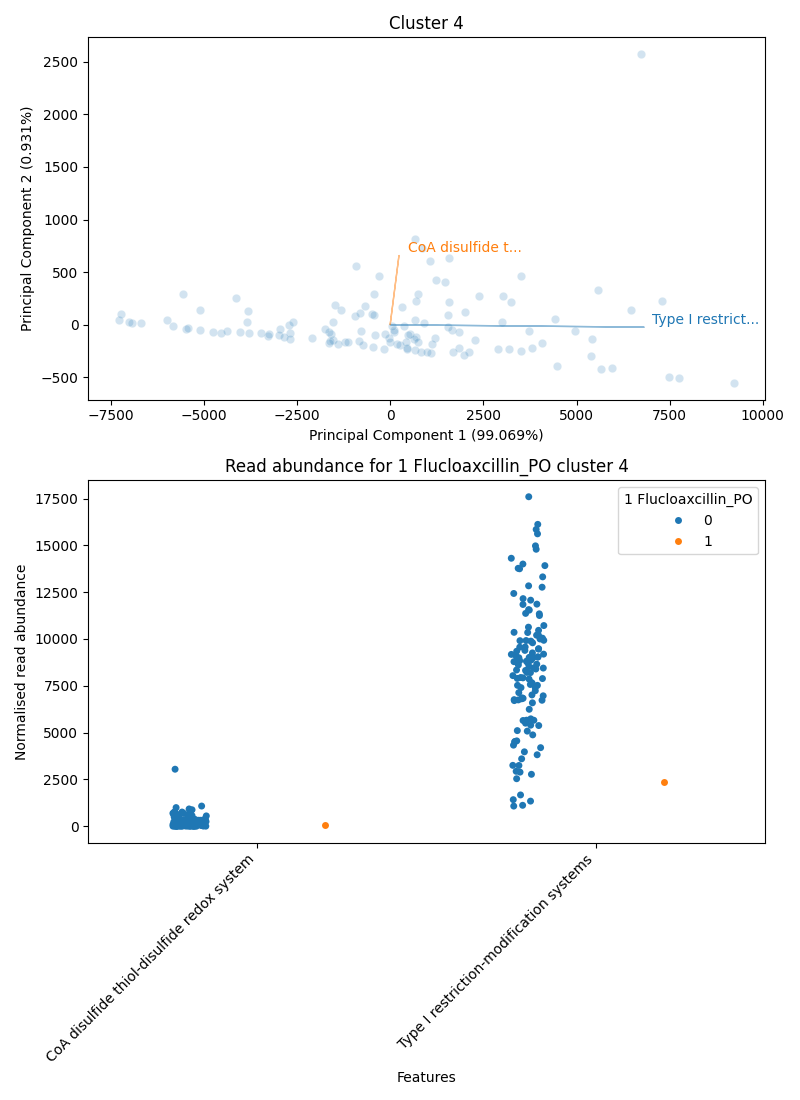 Cluster 4
2500
2000
1500
1000
500
0
−500
Principal Component 2 (0.931%)
CoA disulfide t...
Type I restrict...
−7500 −5000 −2500 0 2500 5000 7500 10000
Principal Component 1 (99.069%)
Read abundance for 1 Flucloaxcillin_PO cluster 4
17500
15000
12500
10000
7500
5000
2500
0
Normalised read abundance
1 Flucloaxcillin_PO
0
1
CoA disulfide thiol-disulfide redox system
Type I restriction-modification systems
Features